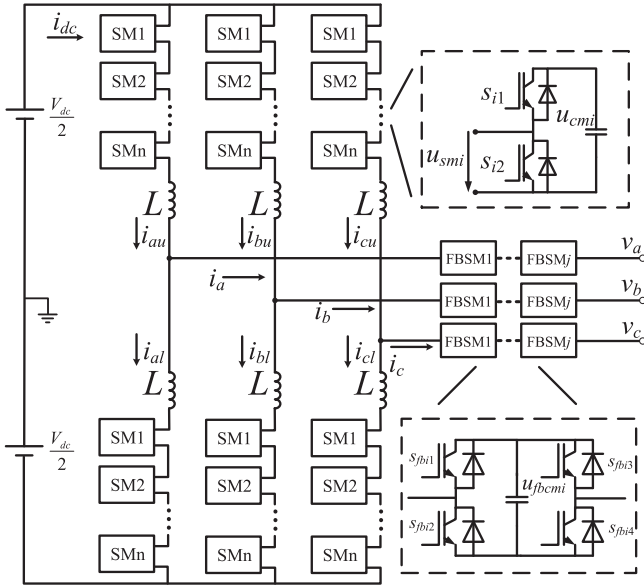 i_dc
SM1 SM1 SM1
SM2 SM2 SM2
V_dc/2
SMn SMn SMn
s_i1
u_cmi
s_i2
u_smi
L L L
i_au i_bu i_cu
i_a
FBSM1 FBSMj v_a
i_b
FBSM1 FBSMj v_b
FBSM1 FBSMj v_c
i_c
i_al i_bl i_cl
L L L
V_dc/2
SM1 SM1 SM1
SM2 SM2 SM2
SMn SMn SMn
s_fbi1
s_fbi3
u_fbcmi
s_fbi2
s_fbi4